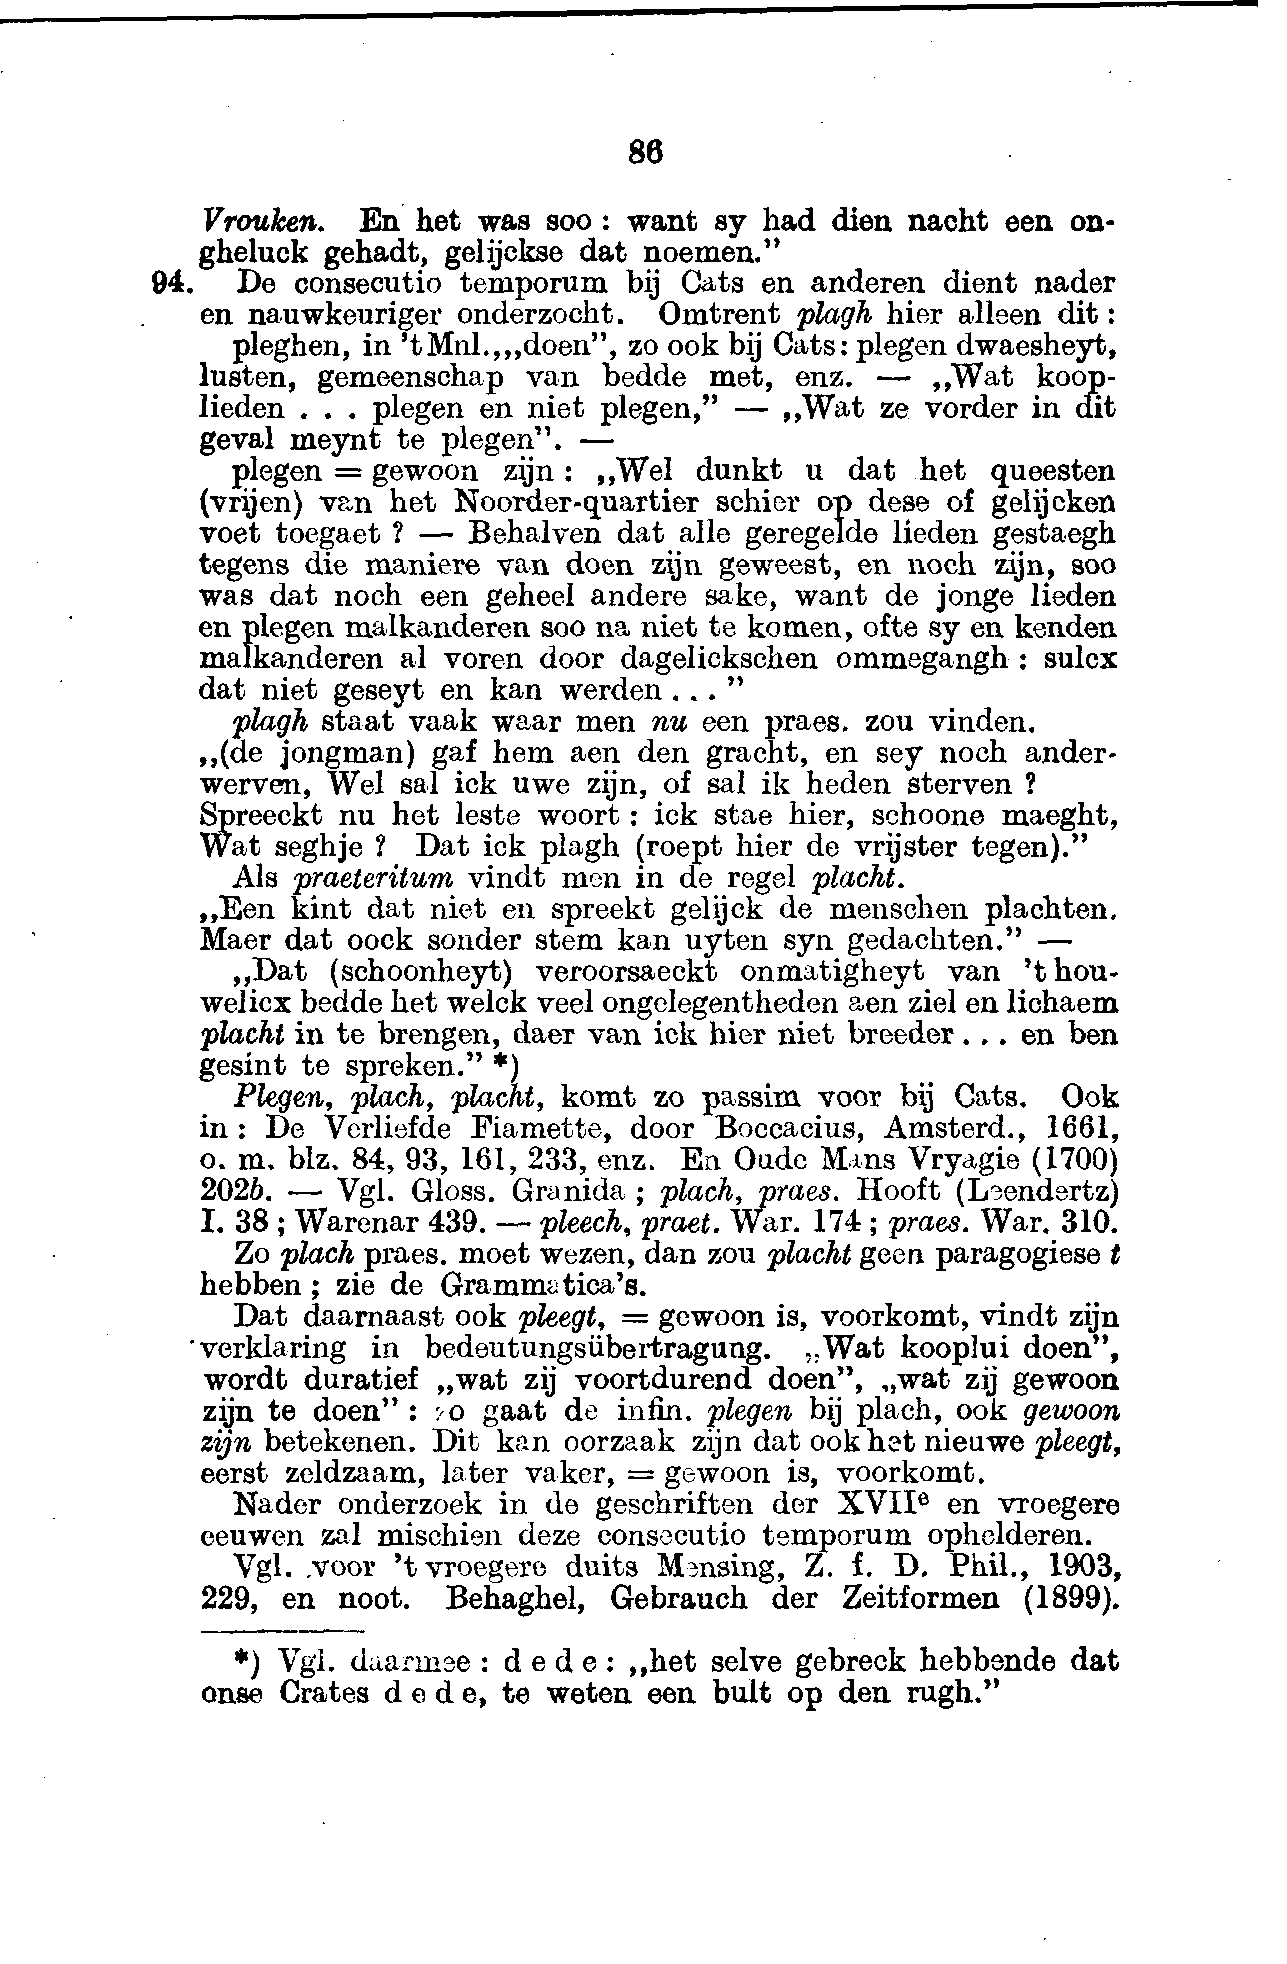 86
Vrouken. En het was soo : want sy had dien nacht een on-
gheluck gehadt, gelijckse dat noemen.”
94. De consecutio temporum bij Cats en anderen dient nader
en nauwkeuriger onderzocht. Omtrent plagh hier alleen dit :
pleghen, in ’t Mnl.,„doen”, zo ook bij Cats: plegen dwaesheyt,
lusten, gemeenschap van bedde met, enz. — „Wat koop-
lieden . . . plegen en niet plegen,” — „Wat ze vorder in dit
geval meynt te plegen”. —
plegen = gewoon zijn : „Wel dunkt u dat het queesten
(vrijen) van het Noorder-quartier schier op dese of gelijcken
voet toegaet ? — Behalven dat alle geregelde lieden gestaegh
tegens die maniere van doen zijn geweest, en noch zijn, soo
was dat noch een geheel andere sake, want de jonge lieden
en plegen malkanderen soo na niet te komen, ofte sy en kenden
malkanderen al voren door dagelickschen ommegangh : sulcx
dat niet geseyt en kan werden . . . ”
plagh staat vaak waar men nu een praes. zou vinden.
„(de jongman) gaf hem aen den gracht, en sey noch ander-
werven, Wel sal ick uwe zijn, of sal ik heden sterven ?
Spreeckt nu het leste woort : ick stae hier, schoone maeght,
Wat seghje ? Dat ick plagh (roept hier de vrijster tegen).”
Als praeteritum vindt men in de regel placht.
„Een kint dat niet en spreekt gelijck de menschen plachten.
Maer dat oock sonder stem kan uyten syn gedachten.” —
„Dat (schoonheyt) veroorsaeckt onmatigheyt van ’t hou-
welicx bedde het welck veel ongelegentheden aen ziel en lichaem
placht in te brengen, daer van ick hier niet breeder . . . en ben
gesint te spreken.” *)
Plegen, plach, placht, komt zo passim voor bij Cats. Ook
in : De Verliefde Fiamette, door Boccacius, Amsterd., 1661,
o. m. blz. 84, 93, 161, 233, enz. En Oude Mans Vryagie (1700)
202b. — Vgl. Gloss. Granida ; plach, praes. Hooft (Leendertz)
I. 38 ; Warenar 439. — pleech, praet. War. 174 ; praes. War. 310.
Zo plach praes. moet wezen, dan zou placht geen paragogiese t
hebben ; zie de Grammatica’s.
Dat daarnaast ook pleegt, = gewoon is, voorkomt, vindt zijn
verklaring in bedeutungsübertragung. „Wat kooplui doen”,
wordt duratief „wat zij voortdurend doen”, „wat zij gewoon
zijn te doen” : zo gaat de infin. plegen bij plach, ook gewoon
zijn betekenen. Dit kan oorzaak zijn dat ook het nieuwe pleegt,
eerst zeldzaam, later vaker, = gewoon is, voorkomt.
Nader onderzoek in de geschriften der XVIIe en vroegere
eeuwen zal mischien deze consecutio temporum ophelderen.
Vgl. voor ’t vroegere duits Mensing, Z. f. D. Phil., 1903,
229, en noot. Behaghel, Gebrauch der Zeitformen (1899).
*) Vgl. daarmee : d e d e : „het selve gebreck hebbende dat
onse Crates d e d e, te weten een bult op den rugh.”